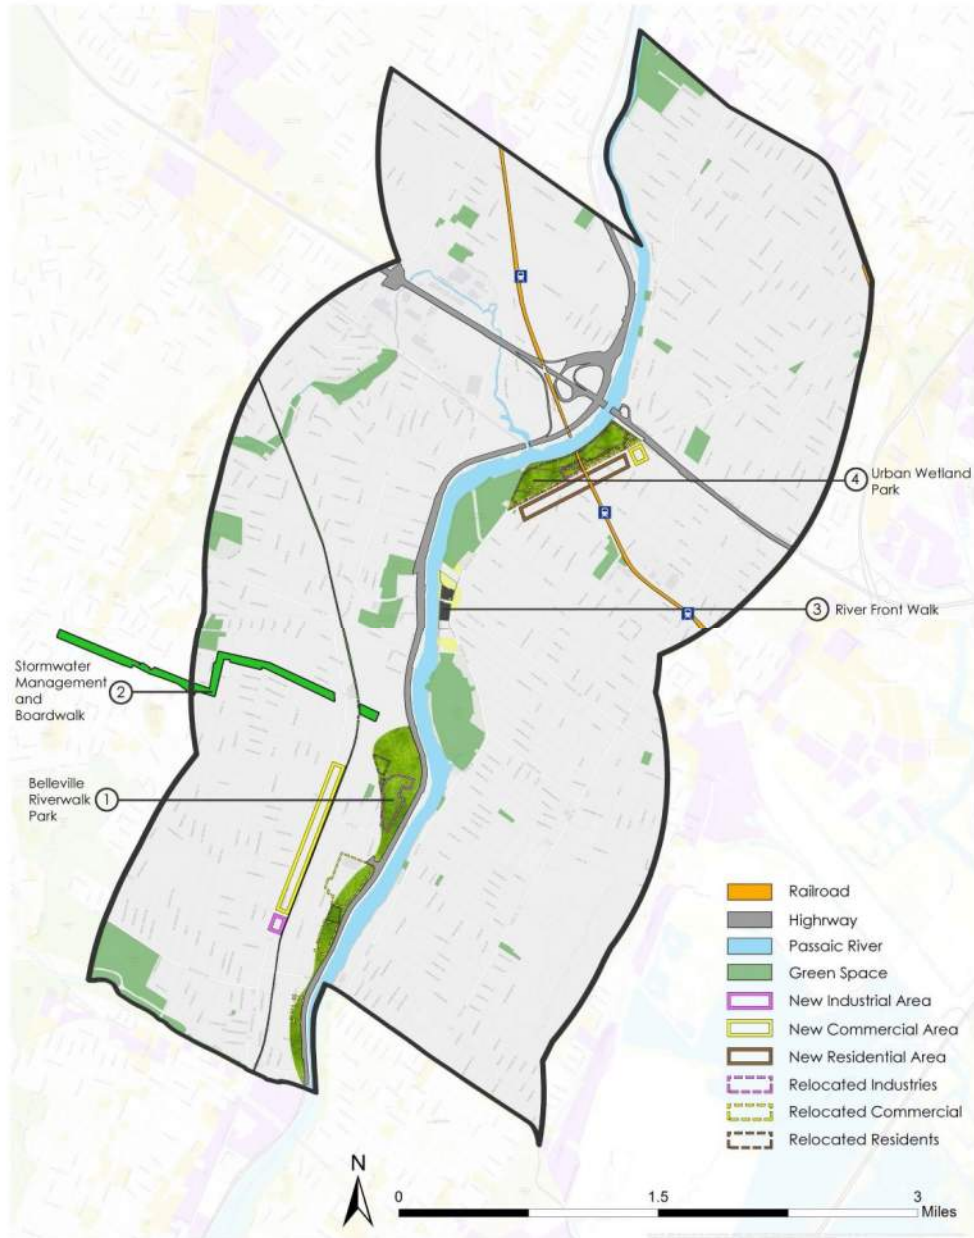 4
Urban Wetland
Park
3
River Front Walk
Stormwater
Management
and
Boardwalk
2
Belleville
Riverwalk
Park
1
Railroad
Highrway
Passaic River
Green Space
New Industrial Area
New Commercial Area
New Residential Area
Relocated Industries
Relocated Commercial
Relocated Residents
N
0
1.5
3
Miles